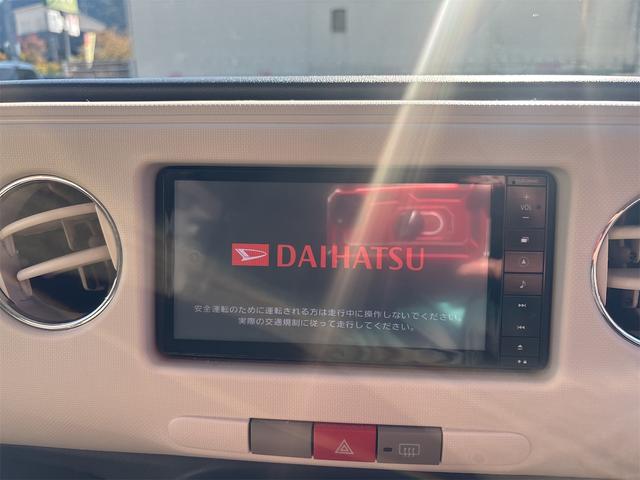 DAIHATSU
安全運転のために運転される方は走行中に操作しないでください。
実際の交通規制に従って走行してください。
+
VOL
−